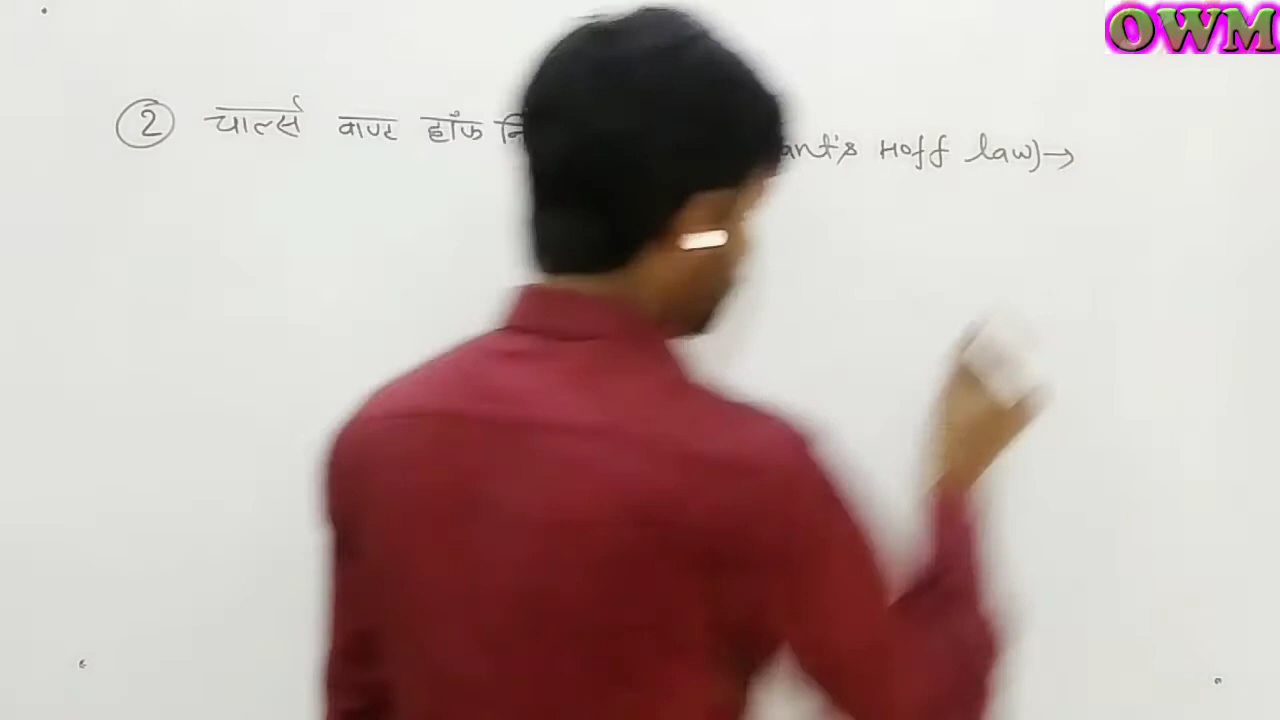 OWM
② चार्ल्स वाण्ट हॉफ नि ant's Hoff law)→